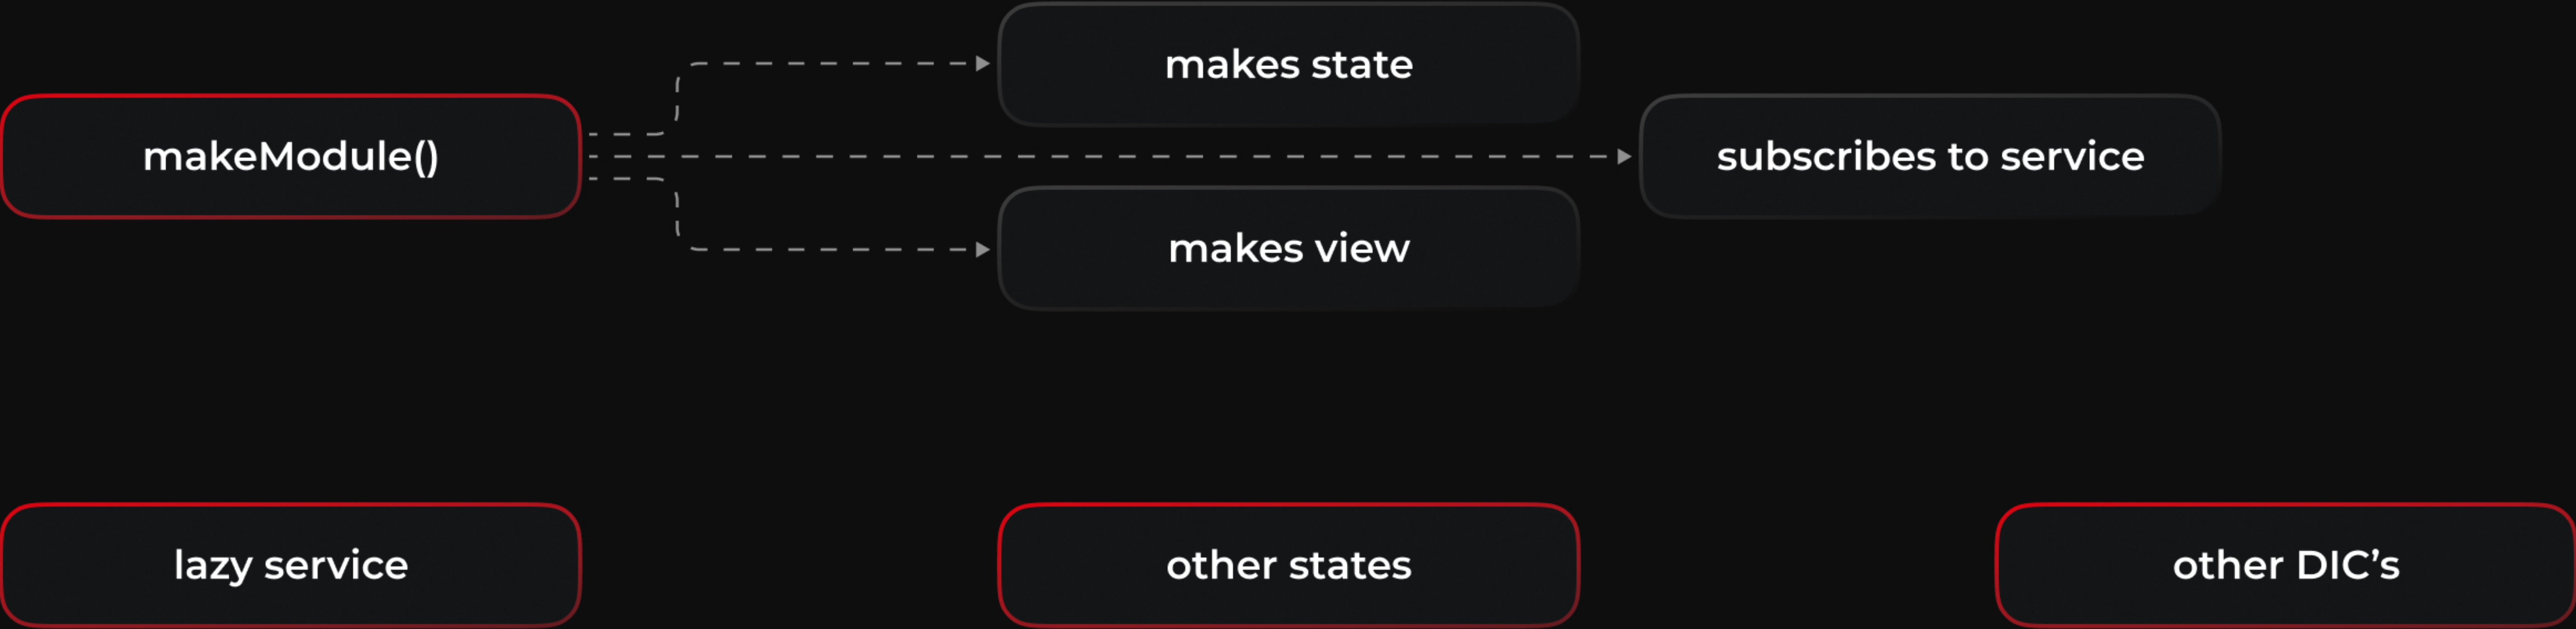 makes state
makeModule()
subscribes to service
makes view
lazy service
other states
other DIC’s